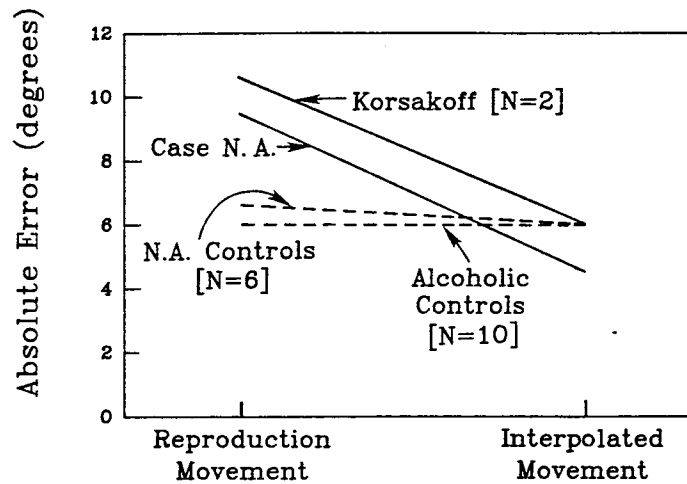 Absolute Error (degrees)
12
10
8
6
4
2
0
Korsakoff [N=2]
Case N.A.
N.A. Controls
[N=6]
Alcoholic
Controls
[N=10]
Reproduction
Movement
Interpolated
Movement